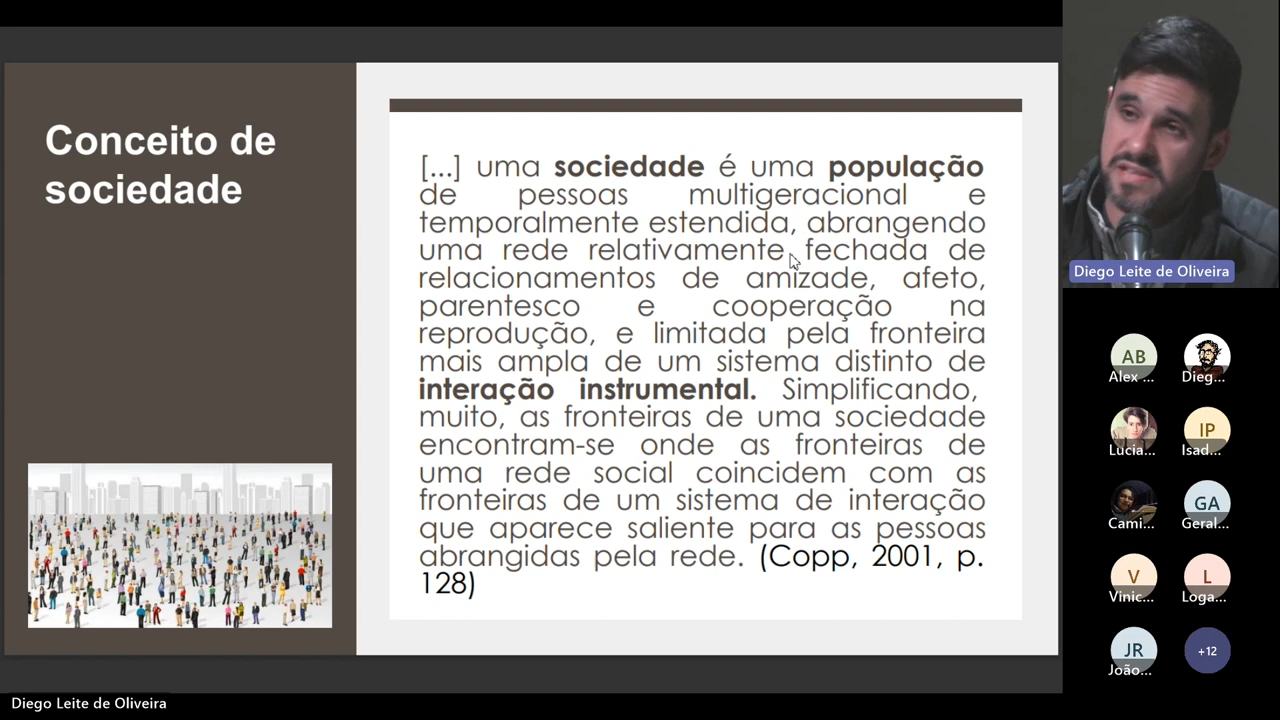 Conceito de
sociedade
[...] uma sociedade é uma população
de pessoas multigeracional e
temporalmente estendida, abrangendo
uma rede relativamente fechada de
relacionamentos de amizade, afeto,
parentesco e cooperação na
reprodução, e limitada pela fronteira
mais ampla de um sistema distinto de
interação instrumental. Simplificando,
muito, as fronteiras de uma sociedade
encontram-se onde as fronteiras de
uma rede social coincidem com as
fronteiras de um sistema de interação
que aparece saliente para as pessoas
abrangidas pela rede. (Copp, 2001, p.
128)
Diego Leite de Oliveira
AB
Alex ...
Dieg...
Lucia...
IP
Isad...
Cami...
GA
Geral...
V
Vinic...
L
Loga...
JR
João...
+12
Diego Leite de Oliveira